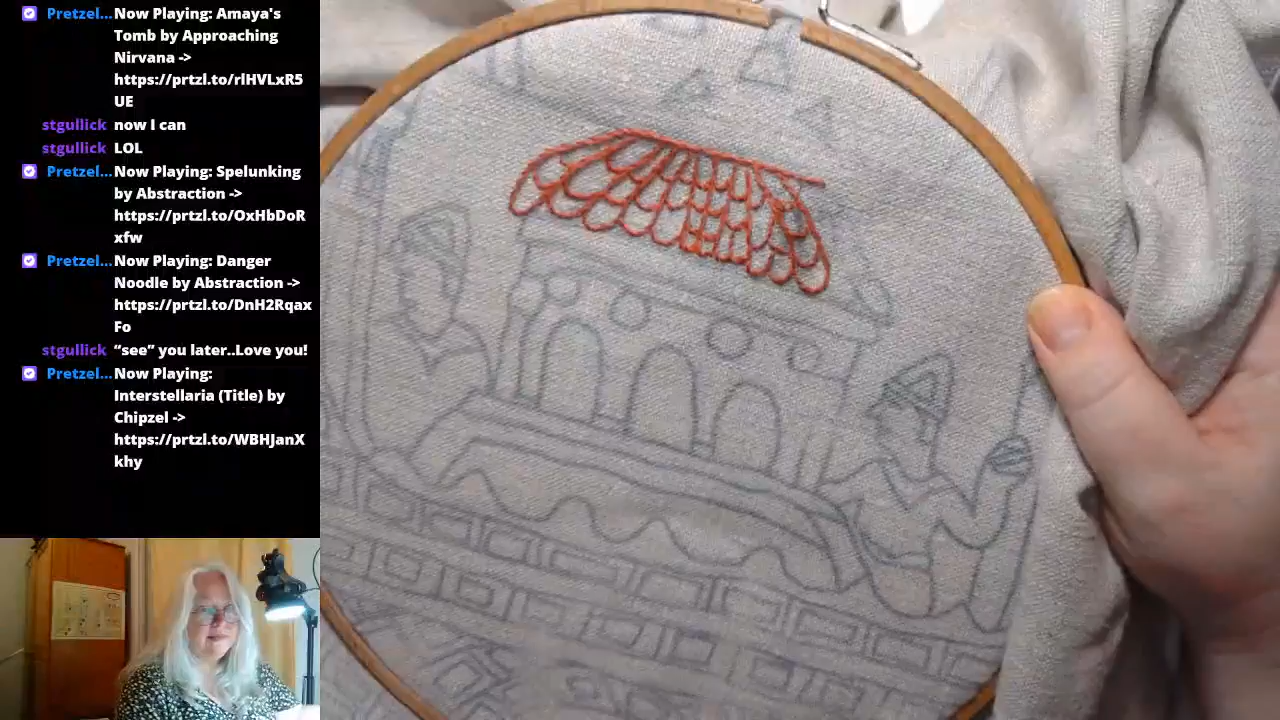 Pretzel... Now Playing: Amaya's
Tomb by Approaching
Nirvana ->
https://prtzl.to/rlHVLxR5
UE
stgullick now I can
stgullick LOL
Pretzel... Now Playing: Spelunking
by Abstraction ->
https://prtzl.to/OxHbDoR
xfw
Pretzel... Now Playing: Danger
Noodle by Abstraction ->
https://prtzl.to/DnH2Rqax
Fo
stgullick “see” you later..Love you!
Pretzel... Now Playing:
Interstellaria (Title) by
Chipzel ->
https://prtzl.to/WBHJanX
khy